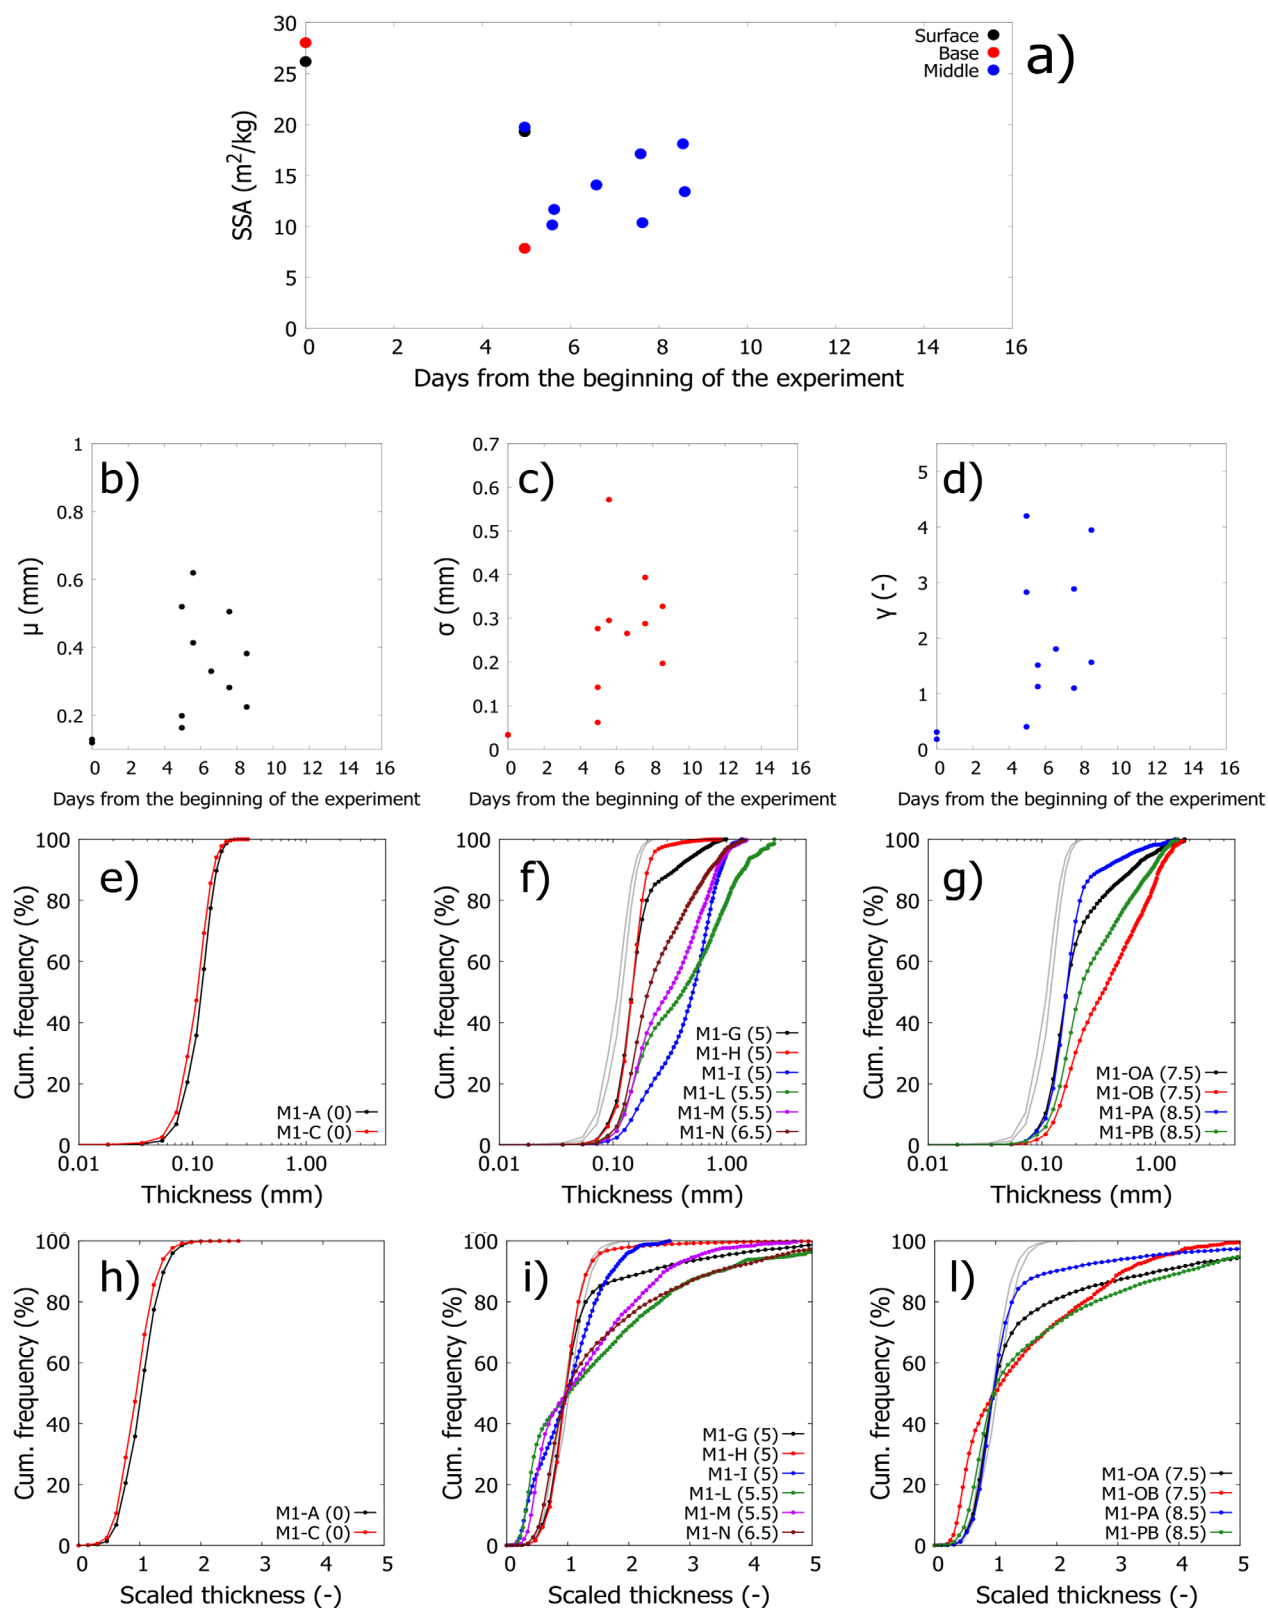 30
25
20
15
10
5
0
SSA (m²/kg)
Surface
Base
Middle
a)
0 2 4 6 8 10 12 14 16
Days from the beginning of the experiment
1
0.8
0.6
0.4
0.2
μ (mm)
b)
0 2 4 6 8 10 12 14 16
Days from the beginning of the experiment
0.7
0.6
0.5
0.4
0.3
0.2
0.1
0
σ (mm)
c)
0 2 4 6 8 10 12 14 16
Days from the beginning of the experiment
5
4
3
2
1
0
γ (-)
d)
0 2 4 6 8 10 12 14 16
Days from the beginning of the experiment
100
80
60
40
20
0
Cum. frequency (%)
e)
M1-A (0)
M1-C (0)
0.01 0.10 1.00
Thickness (mm)
100
80
60
40
20
0
Cum. frequency (%)
f)
M1-G (5)
M1-H (5)
M1-I (5)
M1-L (5.5)
M1-M (5.5)
M1-N (6.5)
0.01 0.10 1.00
Thickness (mm)
100
80
60
40
20
0
Cum. frequency (%)
g)
M1-OA (7.5)
M1-OB (7.5)
M1-PA (8.5)
M1-PB (8.5)
0.01 0.10 1.00
Thickness (mm)
100
80
60
40
20
0
Cum. frequency (%)
h)
M1-A (0)
M1-C (0)
0 1 2 3 4 5
Scaled thickness (-)
100
80
60
40
20
0
Cum. frequency (%)
i)
M1-G (5)
M1-H (5)
M1-I (5)
M1-L (5.5)
M1-M (5.5)
M1-N (6.5)
0 1 2 3 4 5
Scaled thickness (-)
100
80
60
40
20
0
Cum. frequency (%)
l)
M1-OA (7.5)
M1-OB (7.5)
M1-PA (8.5)
M1-PB (8.5)
0 1 2 3 4 5
Scaled thickness (-)